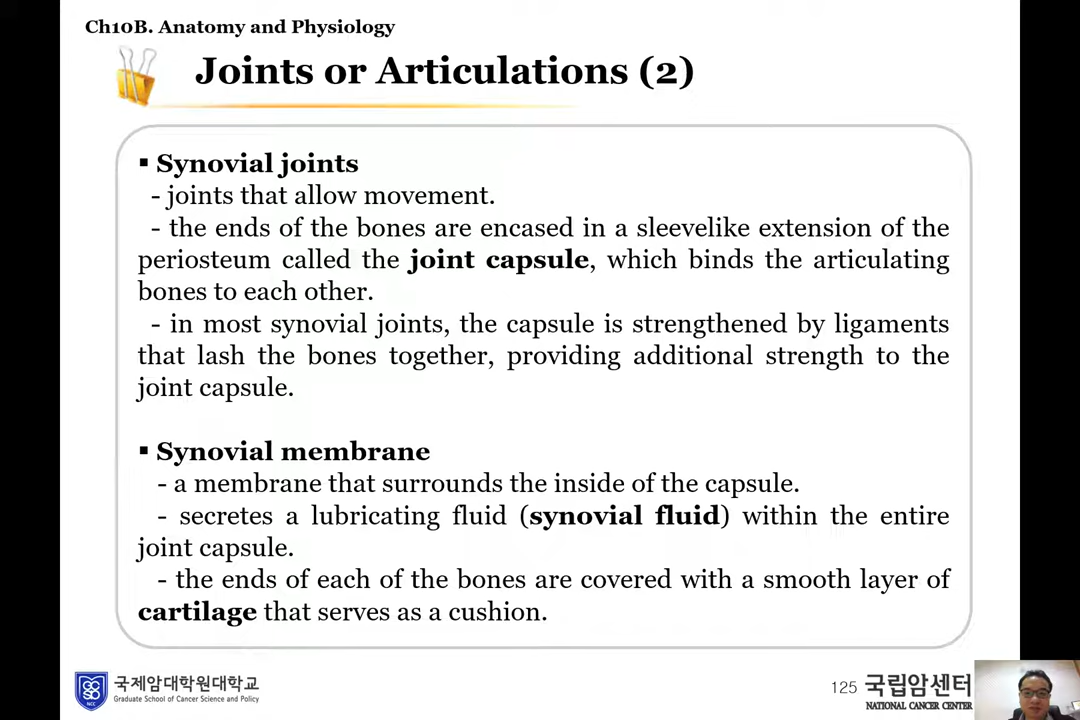 Ch10B. Anatomy and Physiology
Joints or Articulations (2)
▪ Synovial joints
- joints that allow movement.
- the ends of the bones are encased in a sleevelike extension of the
periosteum called the joint capsule, which binds the articulating
bones to each other.
- in most synovial joints, the capsule is strengthened by ligaments
that lash the bones together, providing additional strength to the
joint capsule.
▪ Synovial membrane
- a membrane that surrounds the inside of the capsule.
- secretes a lubricating fluid (synovial fluid) within the entire
joint capsule.
- the ends of each of the bones are covered with a smooth layer of
cartilage that serves as a cushion.
국제암대학원대학교
Graduate School of Cancer Science and Policy
NCC
125
국립암센터
NATIONAL CANCER CENTER